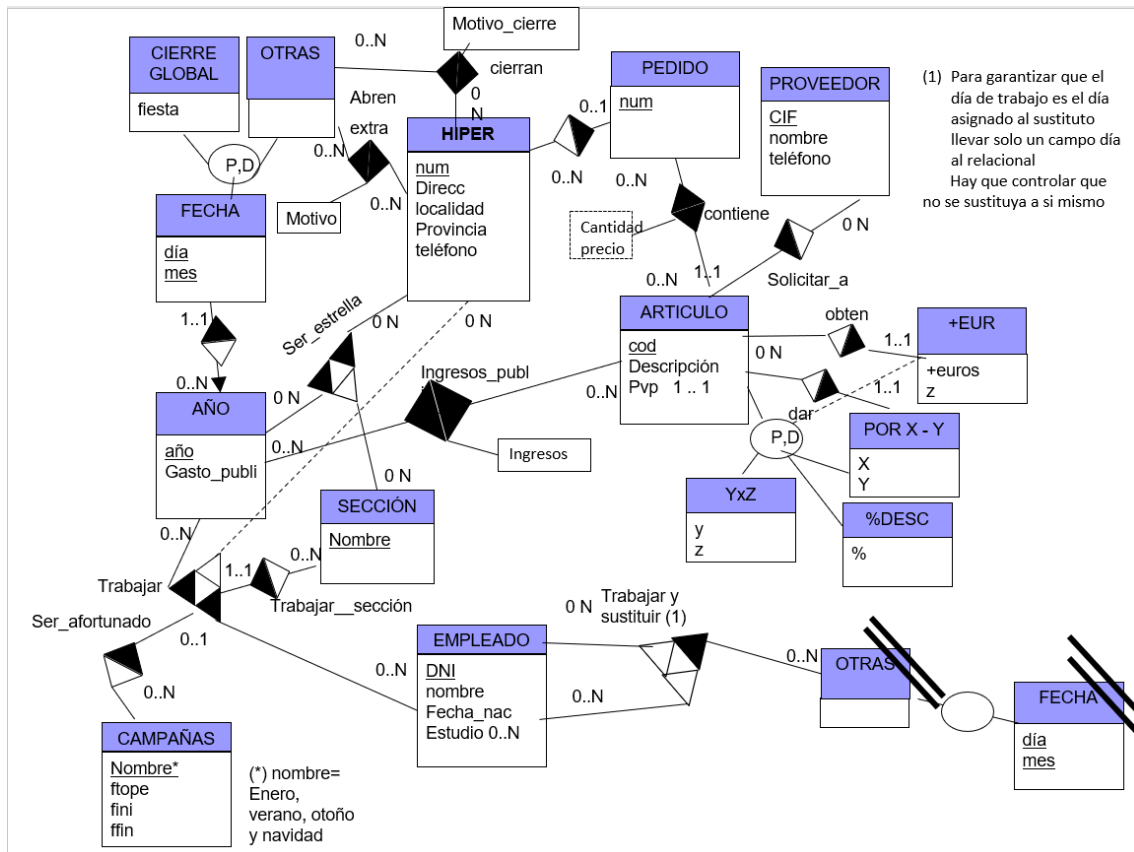 Motivo_cierre
0..N
cierran
0
N
CIERRE
GLOBAL
fiesta
OTRAS
Abren
extra
0..N
P,D
Motivo
0..N
HIPER
num
Direcc
localidad
Provincia
teléfono
0..1
0..N
PEDIDO
num
0..N
contiene
Cantidad
precio
1..1
0..N
PROVEEDOR
CIF
nombre
teléfono
0 N
Solicitar_a
(1) Para garantizar que el
día de trabajo es el día
asignado al sustituto
llevar solo un campo día
al relacional
Hay que controlar que
no se sustituya a si mismo
FECHA
día
mes
1..1
0..N
Ser_estrella
0 N
0 N
0 N
0 N
AÑO
año
Gasto_publi
0..N
0..N
Ingresos_publ
0..N
Ingresos
ARTICULO
cod
Descripción
Pvp 1 .. 1
0 N
obten
1..1
+EUR
+euros
z
1..1
dar
P,D
POR X - Y
X
Y
YxZ
y
z
%DESC
%
SECCIÓN
Nombre
0..N
1..1
Trabajar__sección
Trabajar
Ser_afortunado
0..1
0..N
CAMPAÑAS
Nombre*
ftope
fini
ffin
(*) nombre=
Enero,
verano, otoño
y navidad
0..N
EMPLEADO
DNI
nombre
Fecha_nac
Estudio 0..N
0 N
Trabajar y
sustituir (1)
0..N
0..N
OTRAS
FECHA
día
mes